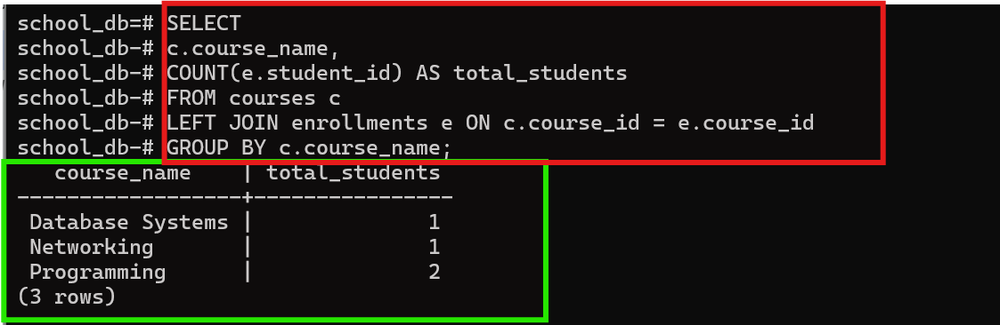 school_db=# SELECT
school_db-# c.course_name,
school_db-# COUNT(e.student_id) AS total_students
school_db-# FROM courses c
school_db-# LEFT JOIN enrollments e ON c.course_id = e.course_id
school_db-# GROUP BY c.course_name;
   course_name    | total_students
------------------+----------------
 Database Systems |              1
 Networking       |              1
 Programming      |              2
(3 rows)